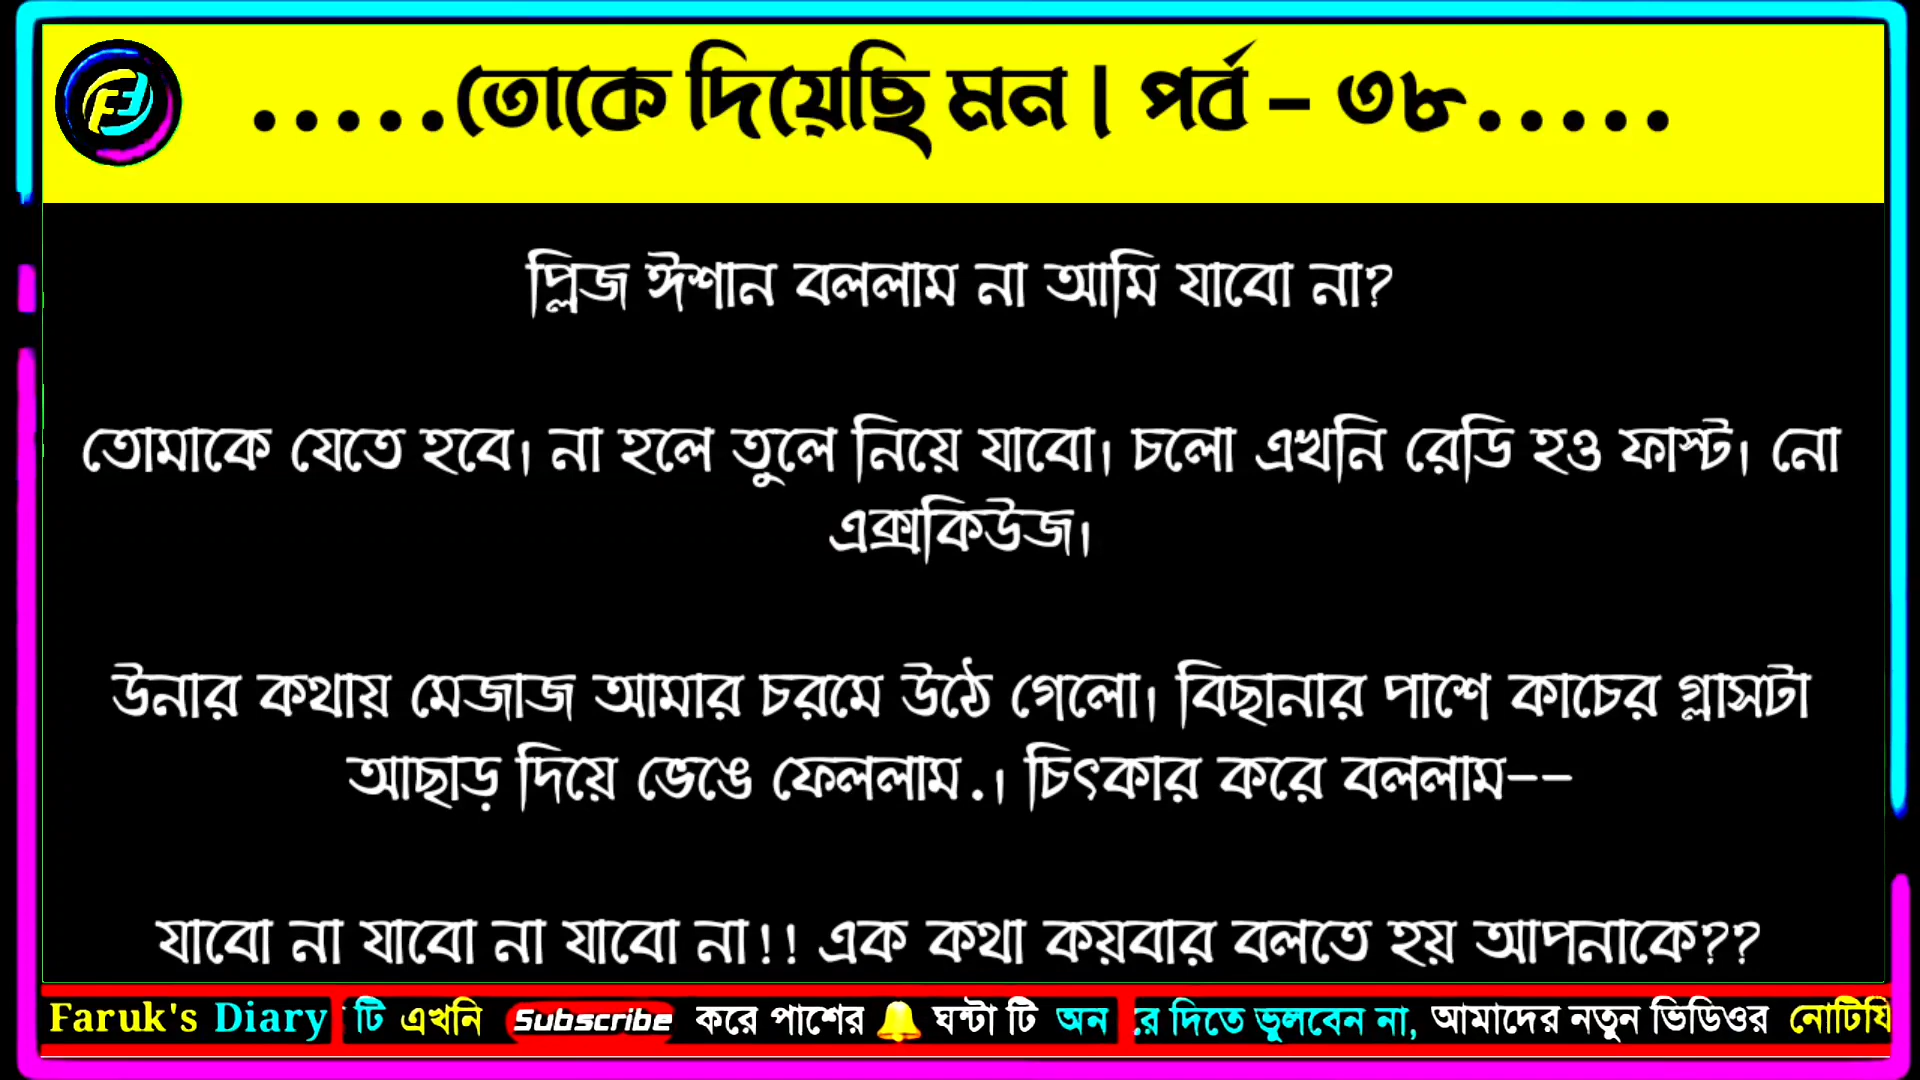 .....তোকে দিয়েছি মন। পর্ব - ৩৮.....
প্লিজ ঈশান বললাম না আমি যাবো না?
তোমাকে যেতে হবে। না হলে তুলে নিয়ে যাবো। চলো এখনি রেডি হও ফাস্ট। নো
এক্সকিউজ।
উনার কথায় মেজাজ আমার চরমে উঠে গেলো। বিছানার পাশে কাচের গ্লাসটা
আছাড় দিয়ে ভেঙে ফেললাম.। চিৎকার করে বললাম--
যাবো না যাবো না যাবো না!! এক কথা কয়বার বলতে হয় আপনাকে??
Faruk's Diary টি এখনি Subscribe করে পাশের ঘন্টা টি অন রে দিতে ভুলবেন না, আমাদের নতুন ভিডিওর নোটিফি